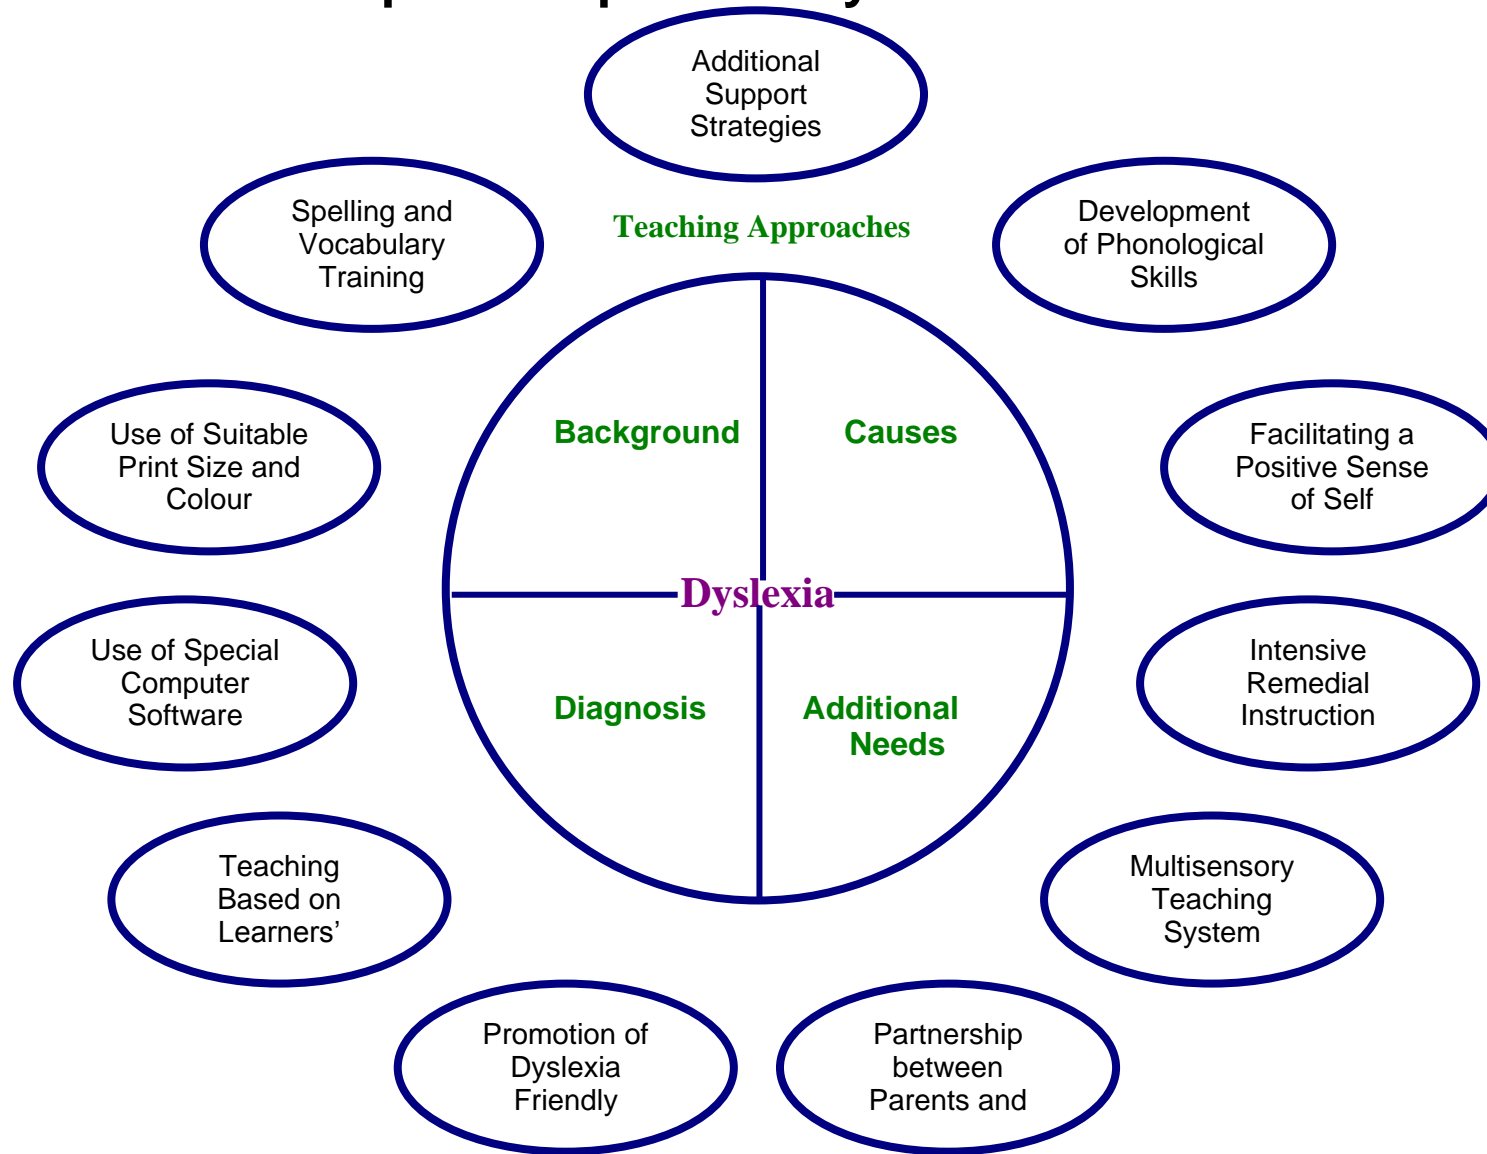 Additional
Support
Strategies
Spelling and
Vocabulary
Training
Teaching Approaches
Development
of Phonological
Skills
Use of Suitable
Print Size and
Colour
Background
Causes
Facilitating a
Positive Sense
of Self
Dyslexia
Use of Special
Computer
Software
Diagnosis
Additional
Needs
Intensive
Remedial
Instruction
Teaching
Based on
Learners’
Multisensory
Teaching
System
Promotion of
Dyslexia
Friendly
Partnership
between
Parents and